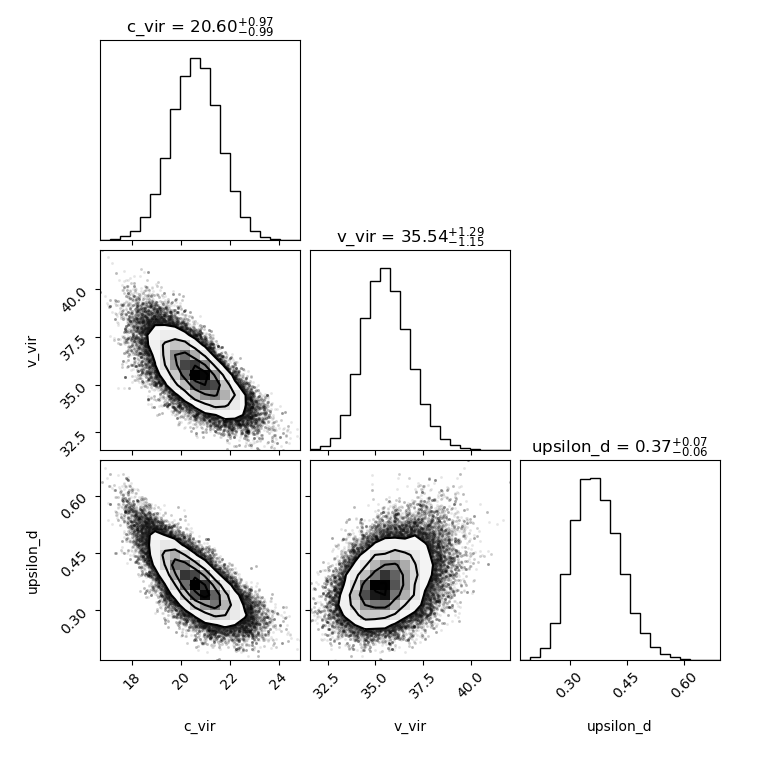 c_vir = 20.60+0.97−0.99
v_vir = 35.54+1.29−1.15
40.0
37.5
35.0
32.5
v_vir
upsilon_d = 0.37+0.07−0.06
0.60
0.45
0.30
upsilon_d
18 20 22 24
32.5 35.0 37.5 40.0
0.30 0.45 0.60
c_vir v_vir upsilon_d